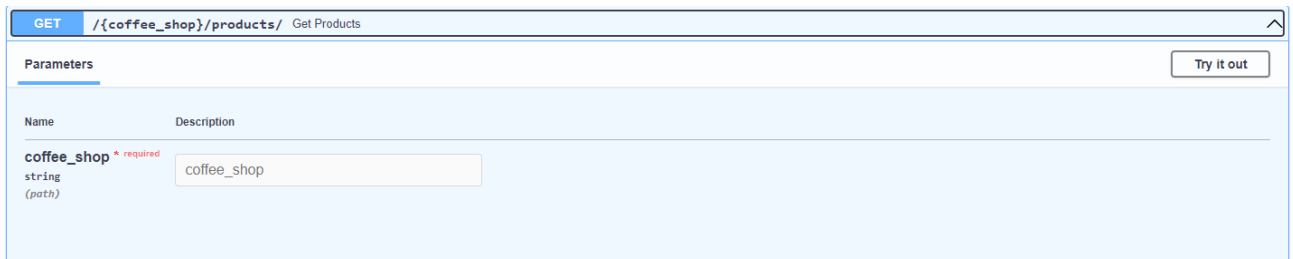 GET /{coffee_shop}/products/ Get Products
Parameters
Try it out
Name Description
coffee_shop * required
coffee_shop
string
(path)